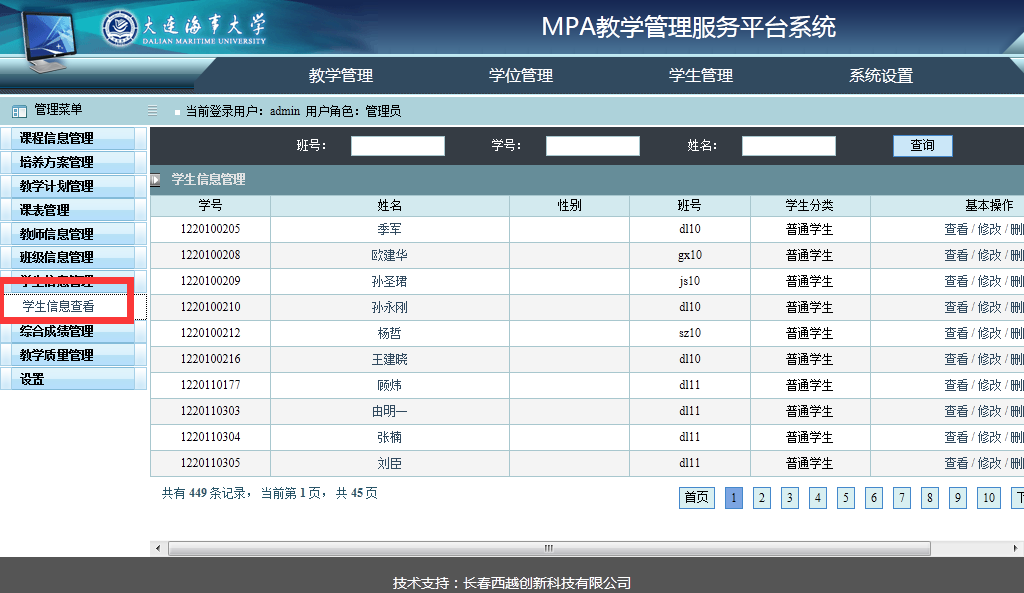 大连海事大学
DALIAN MARITIME UNIVERSITY
MPA教学管理服务平台系统
教学管理 学位管理 学生管理 系统设置
管理菜单
当前登录用户：admin 用户角色：管理员
课程信息管理
培养方案管理
教学计划管理
课表管理
教师信息管理
班级信息管理
学生信息管理
学生信息查看
综合成绩管理
教学质量管理
设置
班号： 学号： 姓名： 查询
学生信息管理
学号 姓名 性别 班号 学生分类 基本操作
1220100205 季军 dl10 普通学生 查看 / 修改 / 删
1220100208 欧建华 gx10 普通学生 查看 / 修改 / 删
1220100209 孙圣珺 js10 普通学生 查看 / 修改 / 删
1220100210 孙永刚 dl10 普通学生 查看 / 修改 / 删
1220100212 杨哲 sz10 普通学生 查看 / 修改 / 删
1220100216 王建晓 dl10 普通学生 查看 / 修改 / 删
1220110177 顾炜 dl11 普通学生 查看 / 修改 / 删
1220110303 由明一 dl11 普通学生 查看 / 修改 / 删
1220110304 张楠 dl11 普通学生 查看 / 修改 / 删
1220110305 刘臣 dl11 普通学生 查看 / 修改 / 删
共有 449 条记录，当前第 1 页，共 45 页
首页 1 2 3 4 5 6 7 8 9 10 下
技术支持：长春西越创新科技有限公司